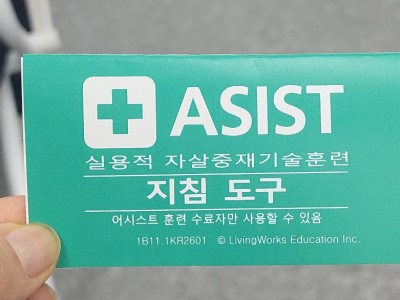 ASIST
실용적 자살중재기술훈련
지침 도구
어시스트 훈련 수료자만 사용할 수 있음
1B11.1KR2601 © LivingWorks Education Inc.